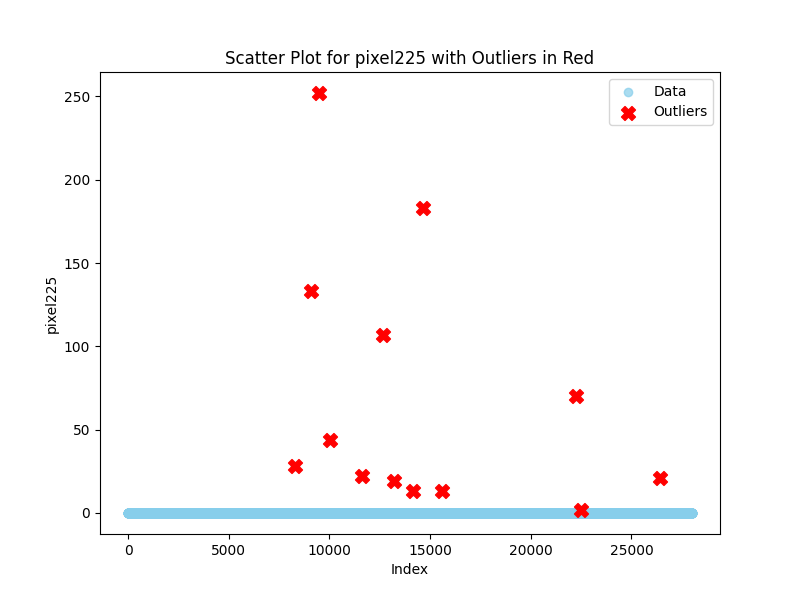 Scatter Plot for pixel225 with Outliers in Red
Data
Outliers
250
200
150
100
50
0
pixel225
0
5000
10000
15000
20000
25000
Index